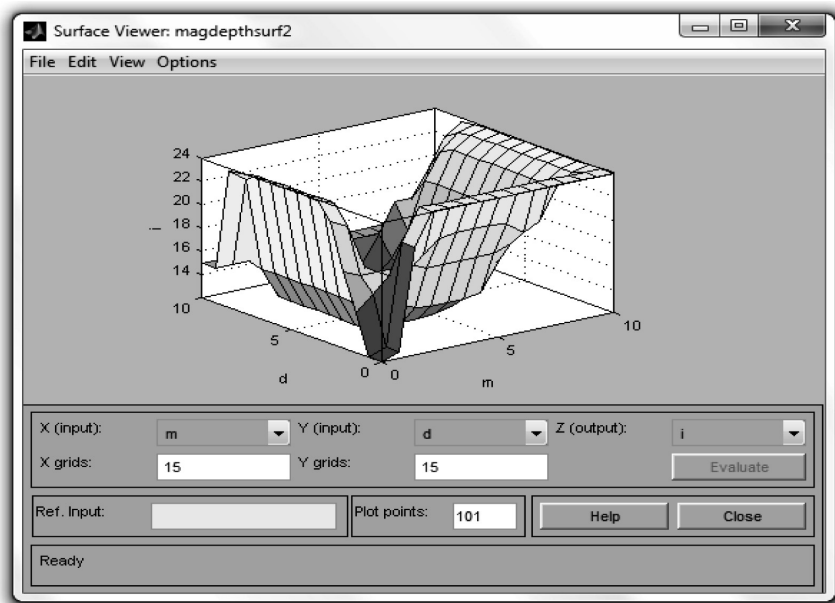 Surface Viewer: magdepthsurf2
File Edit View Options
24
22
20
18
16
14
i
10
5
0
d
0
5
10
m
X (input): m Y (input): d Z (output): i
X grids: 15 Y grids: 15 Evaluate
Ref. Input: Plot points: 101 Help Close
Ready